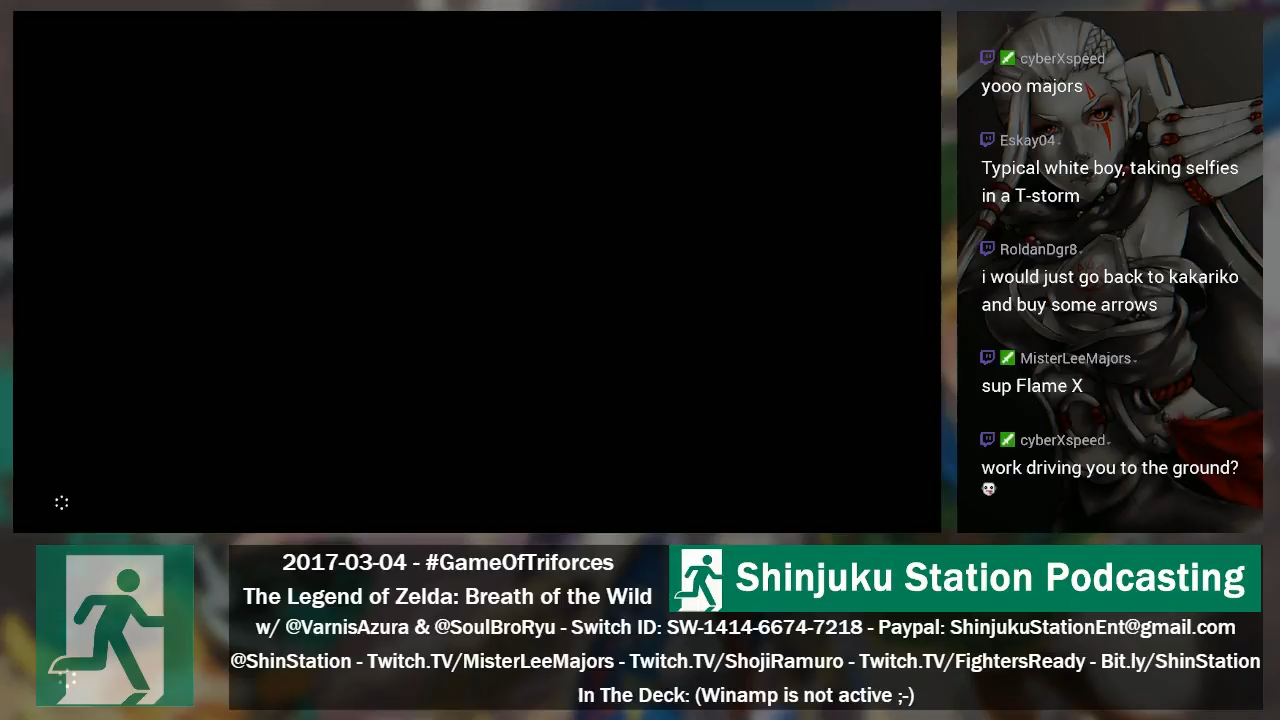 cyberXspeed
yooo majors
Eskay04
Typical white boy, taking selfies
in a T-storm
RoldanDgr8
i would just go back to kakariko
and buy some arrows
MisterLeeMajors
sup Flame X
cyberXspeed
work driving you to the ground?
2017-03-04 - #GameOfTriforces
The Legend of Zelda: Breath of the Wild
Shinjuku Station Podcasting
w/ @VarnisAzura & @SoulBroRyu - Switch ID: SW-1414-6674-7218 - Paypal: ShinjukuStationEnt@gmail.com
@ShinStation - Twitch.TV/MisterLeeMajors - Twitch.TV/ShojiRamuro - Twitch.TV/FightersReady - Bit.ly/ShinStation
In The Deck: (Winamp is not active ;-)